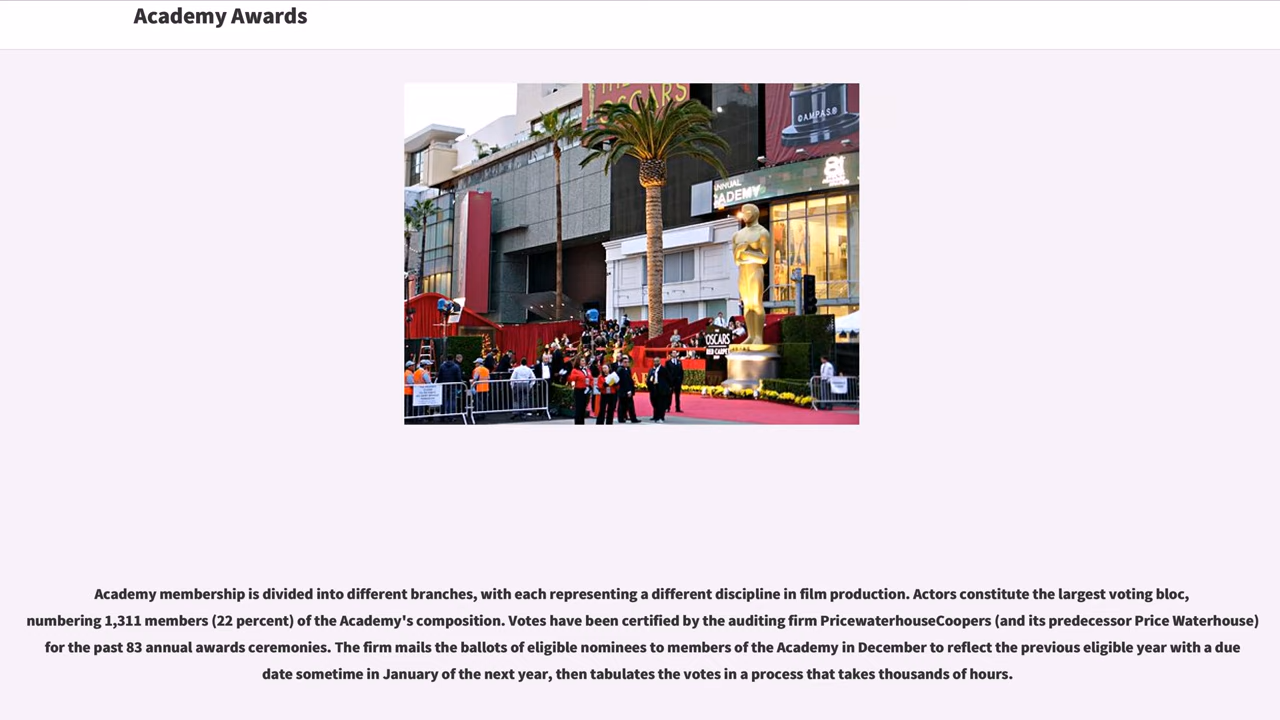 Academy Awards
THE
OSCARS
©A.M.P.A.S.®
ANNUAL
ACADEMY
OSCARS
RED CARPET
Academy membership is divided into different branches, with each representing a different discipline in film production. Actors constitute the largest voting bloc,
numbering 1,311 members (22 percent) of the Academy's composition. Votes have been certified by the auditing firm PricewaterhouseCoopers (and its predecessor Price Waterhouse)
for the past 83 annual awards ceremonies. The firm mails the ballots of eligible nominees to members of the Academy in December to reflect the previous eligible year with a due
date sometime in January of the next year, then tabulates the votes in a process that takes thousands of hours.